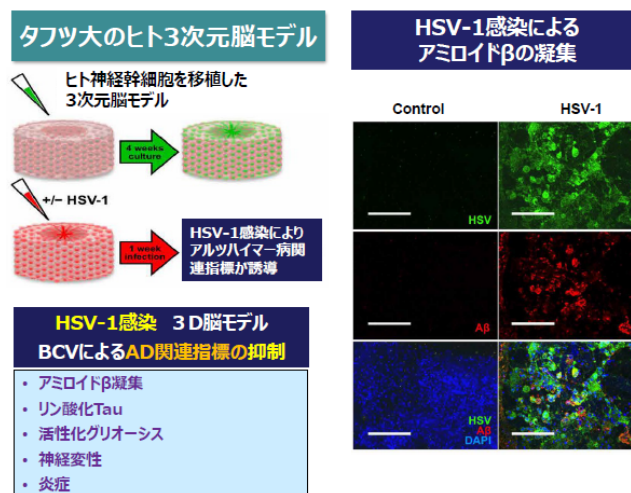 タフツ大のヒト3次元脳モデル
ヒト神経幹細胞を移植した
3次元脳モデル
4 weeks
culture
+/- HSV-1
1 week
infection
HSV-1感染により
アルツハイマー病関
連指標が誘導
HSV-1感染 3D脳モデル
BCVによるAD関連指標の抑制
・ アミロイドβ凝集
・ リン酸化Tau
・ 活性化グリオーシス
・ 神経変性
・ 炎症
HSV-1感染による
アミロイドβの凝集
Control
HSV-1
HSV
Aβ
HSV
Aβ
DAPI